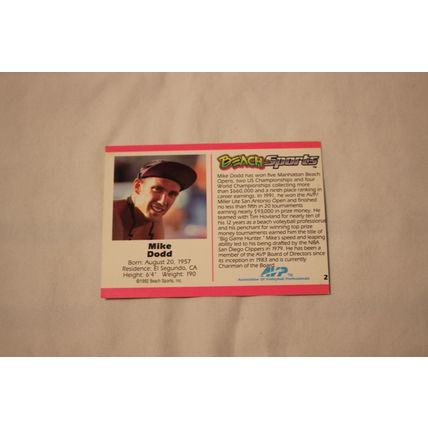 Mike
Dodd
Born: August 20, 1957
Residence: El Segundo, CA
Height: 6'4" Weight: 190
©1992 Beach Sports, Inc.
BEACH Sports™
Mike Dodd has won five Manhattan Beach
Opens, two US Championships and four
World Championships collecting more
than $660,000 and a ninth place ranking in
career earnings. In 1991, he won the AVP/
Miller Lite San Antonio Open and finished
no less than fifth in 20 tournaments
earning nearly $93,000 in prize money. He
teamed with Tim Hovland for nearly ten of
his 12 years as a beach volleyball professional
and his penchant for winning top prize
money tournaments earned him the title of
"Big Game Hunter." Mike's speed and leaping
ability led to his being drafted by the NBA
San Diego Clippers in 1979. He has been a
member of the AVP Board of Directors since
its inception in 1983 and is currently
Chairman of the Board.
AVP™
Association Of Volleyball Professionals
2